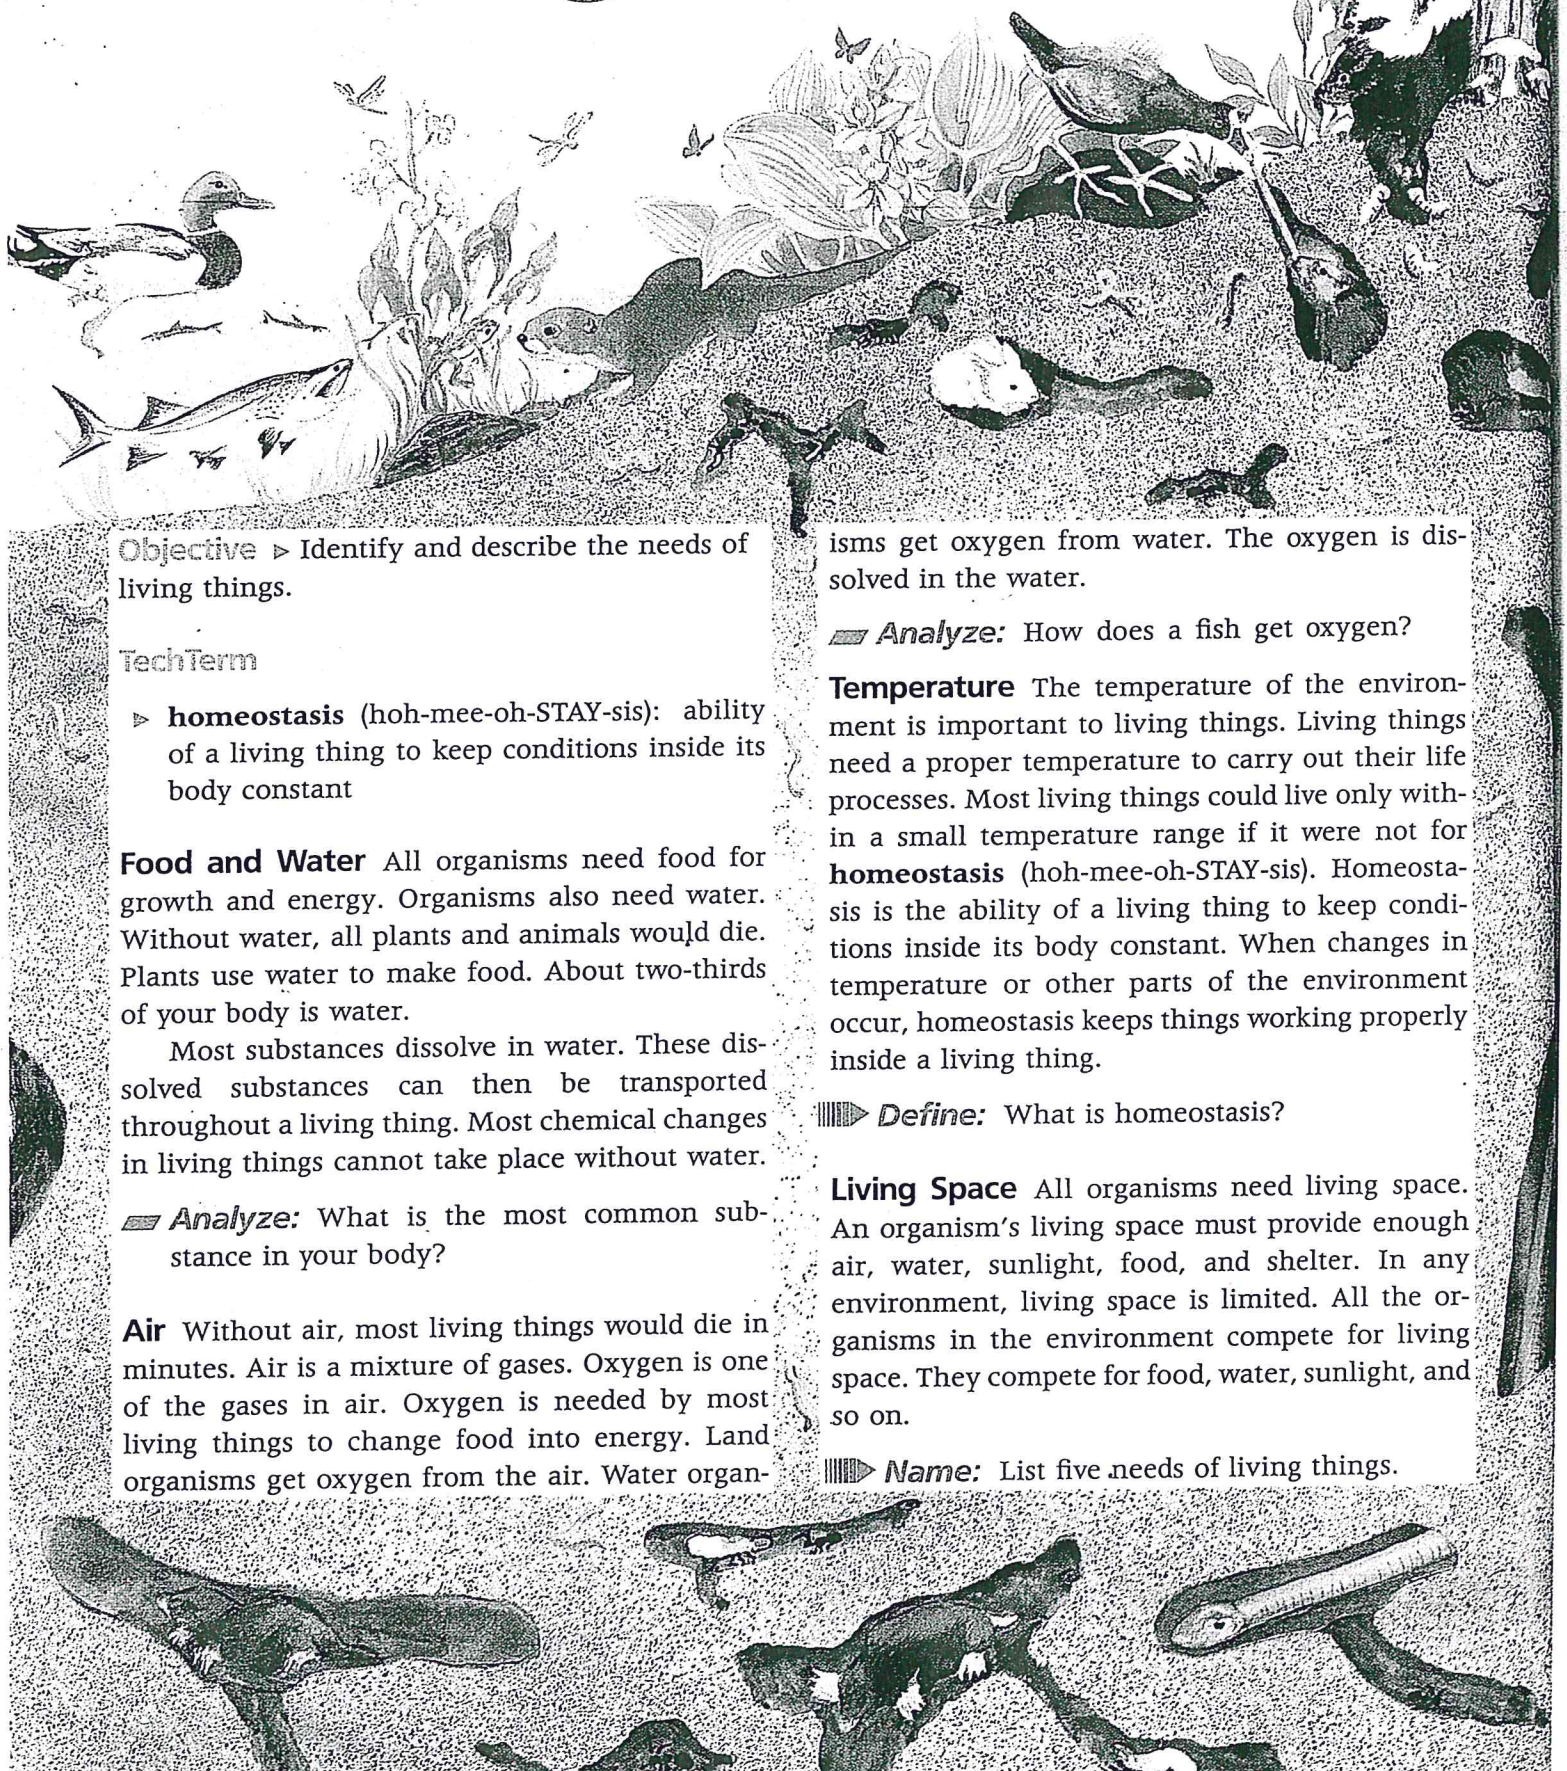 Objective ▷ Identify and describe the needs of
living things.
TechTerm
▷ homeostasis (hoh-mee-oh-STAY-sis): ability
of a living thing to keep conditions inside its
body constant
Food and Water All organisms need food for
growth and energy. Organisms also need water.
Without water, all plants and animals would die.
Plants use water to make food. About two-thirds
of your body is water.
Most substances dissolve in water. These dis-
solved substances can then be transported
throughout a living thing. Most chemical changes
in living things cannot take place without water.
Analyze: What is the most common sub-
stance in your body?
Air Without air, most living things would die in
minutes. Air is a mixture of gases. Oxygen is one
of the gases in air. Oxygen is needed by most
living things to change food into energy. Land
organisms get oxygen from the air. Water organ-
isms get oxygen from water. The oxygen is dis-
solved in the water.
Analyze: How does a fish get oxygen?
Temperature The temperature of the environ-
ment is important to living things. Living things
need a proper temperature to carry out their life
processes. Most living things could live only with-
in a small temperature range if it were not for
homeostasis (hoh-mee-oh-STAY-sis). Homeosta-
sis is the ability of a living thing to keep condi-
tions inside its body constant. When changes in
temperature or other parts of the environment
occur, homeostasis keeps things working properly
inside a living thing.
Define: What is homeostasis?
Living Space All organisms need living space.
An organism's living space must provide enough
air, water, sunlight, food, and shelter. In any
environment, living space is limited. All the or-
ganisms in the environment compete for living
space. They compete for food, water, sunlight, and
so on.
Name: List five needs of living things.